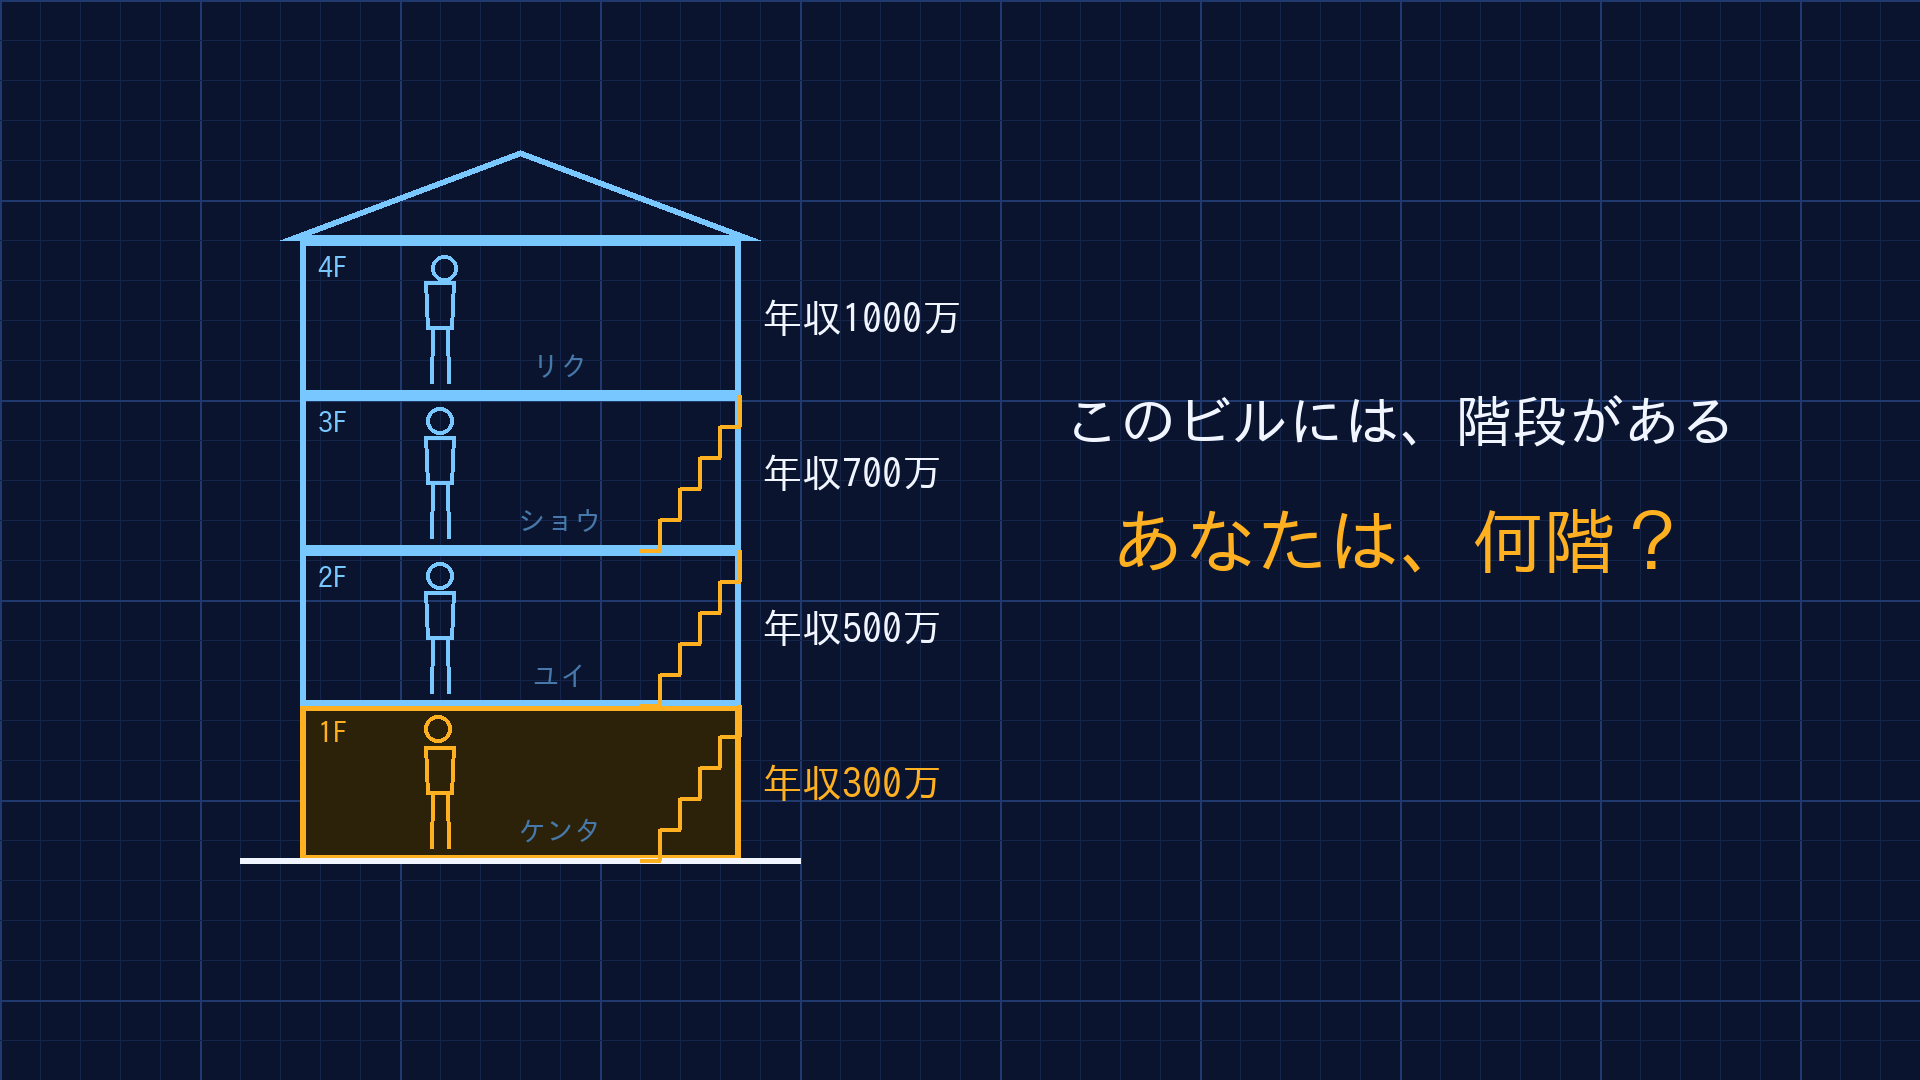 4F
リク
年収1000万
3F
ショウ
年収700万
2F
ユイ
年収500万
1F
ケンタ
年収300万
このビルには、階段がある
あなたは、何階？